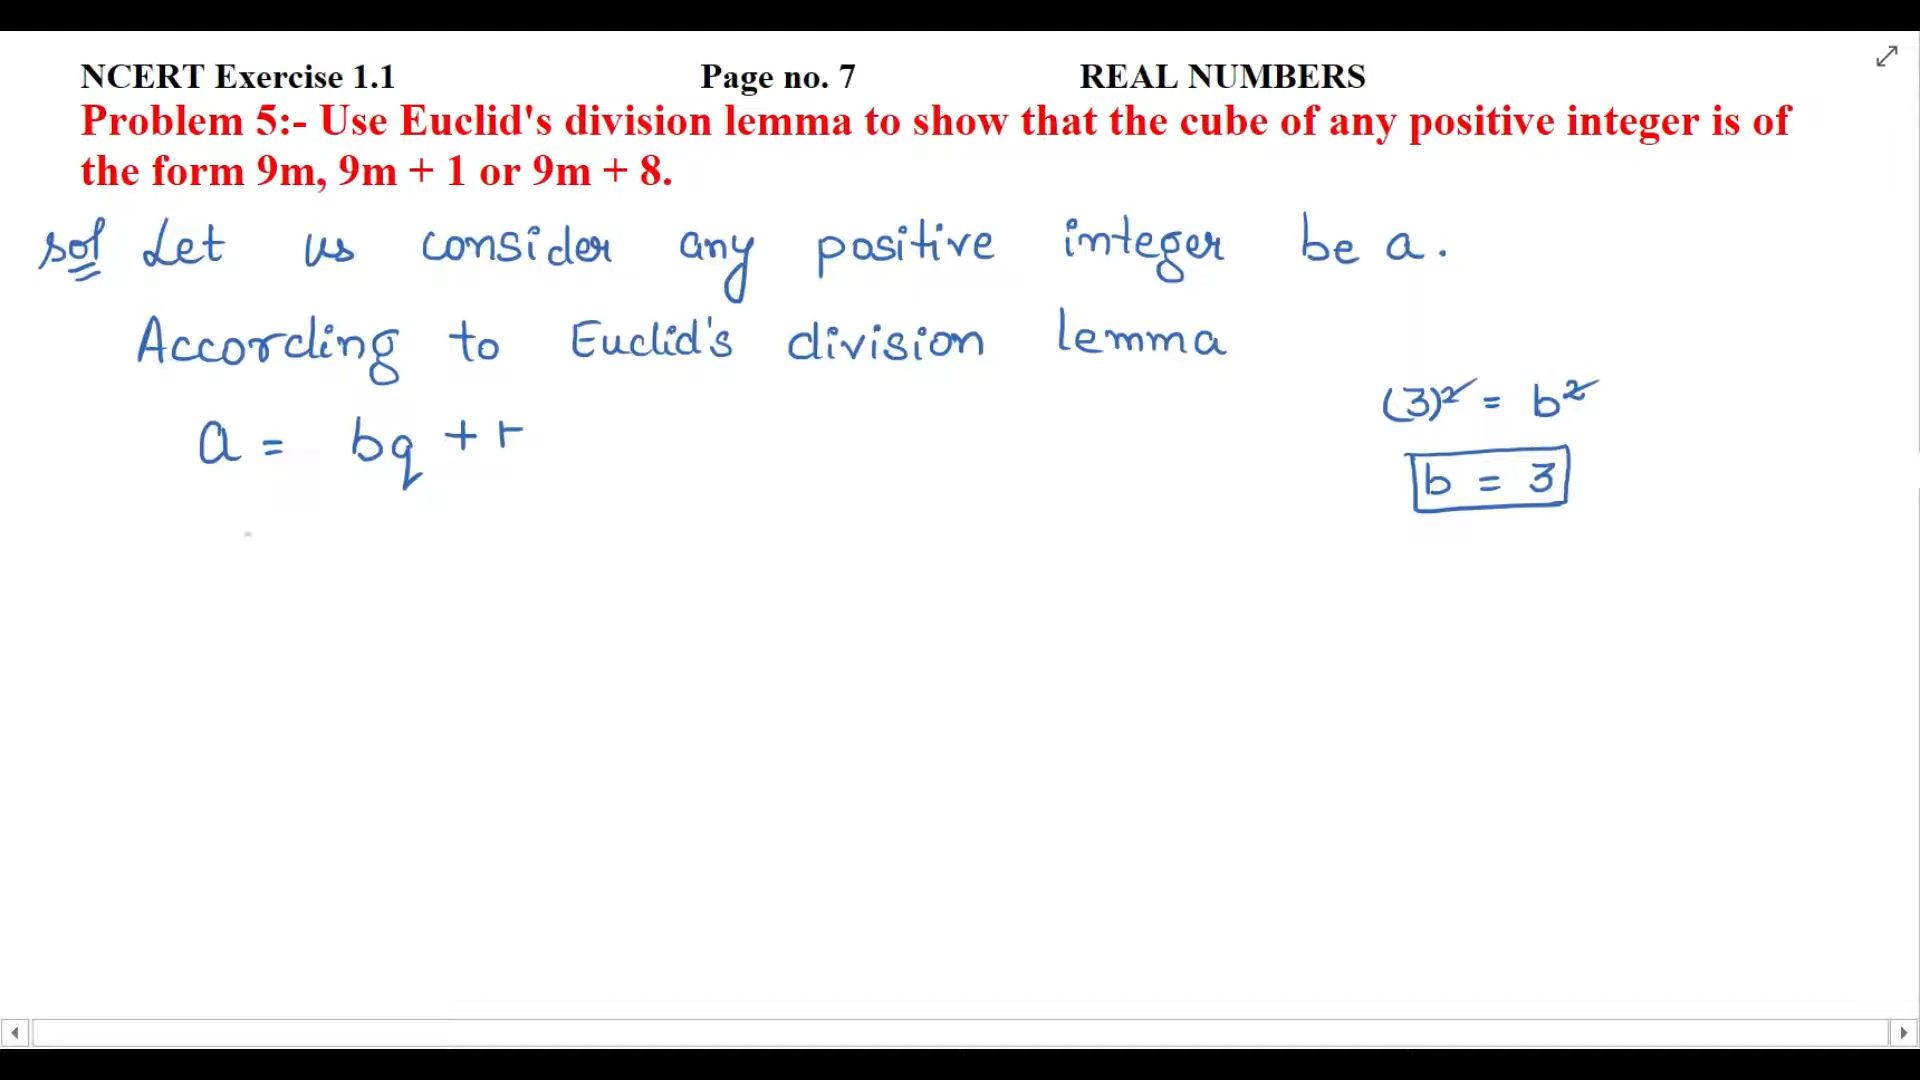 NCERT Exercise 1.1 Page no. 7 REAL NUMBERS
Problem 5:- Use Euclid's division lemma to show that the cube of any positive integer is of
the form 9m, 9m + 1 or 9m + 8.
sol Let us consider any positive integer be a.
According to Euclid's division lemma
(3)² = b²
a = bq + r
b = 3